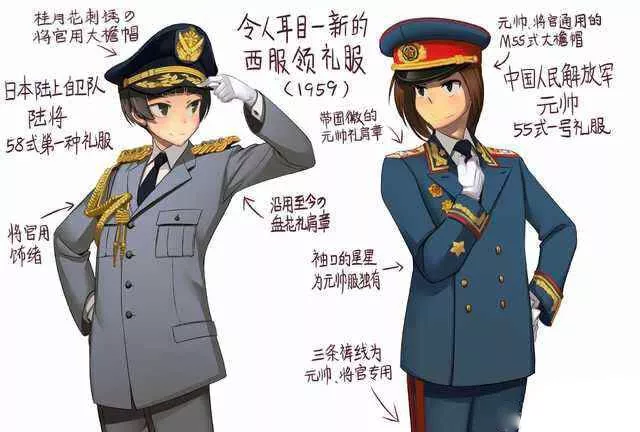 桂月花刺绣の
将官用大檐帽
日本陆上自卫队
陆将
58式第一种礼服
将官用
饰绪
令人耳目一新的
西服领礼服
(1959)
沿用至今の
盘花礼肩章
元帅、将官通用的
M55式大檐帽
中国人民解放军
元帅
55式一号礼服
带国徽的
元帅礼肩章
袖口的星星
为元帅服独有
三条裤线为
元帅、将官专用